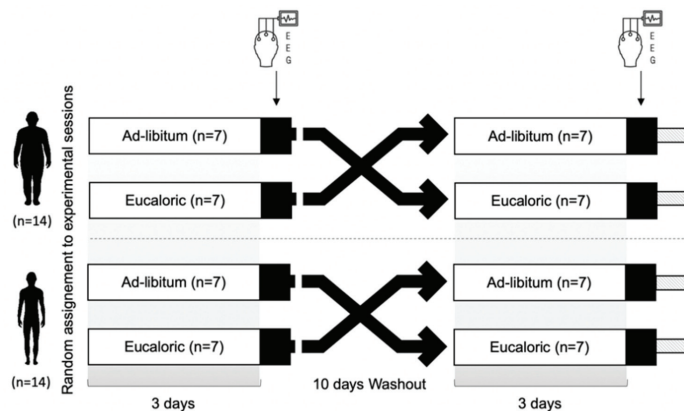 E
E
G
E
E
G
Random assignement to experimental sessions
Ad-libitum (n=7)
Ad-libitum (n=7)
Eucaloric (n=7)
Eucaloric (n=7)
(n=14)
Ad-libitum (n=7)
Ad-libitum (n=7)
Eucaloric (n=7)
Eucaloric (n=7)
(n=14)
3 days
10 days Washout
3 days